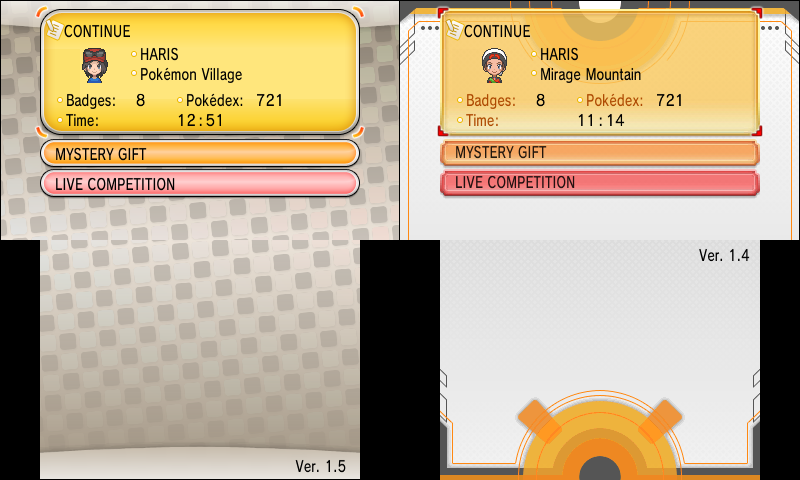 CONTINUE
HARIS
Pokémon Village
Badges: 8 Pokédex: 721
Time: 12:51
MYSTERY GIFT
LIVE COMPETITION
Ver. 1.5
CONTINUE
HARIS
Mirage Mountain
Badges: 8 Pokédex: 721
Time: 11:14
MYSTERY GIFT
LIVE COMPETITION
Ver. 1.4